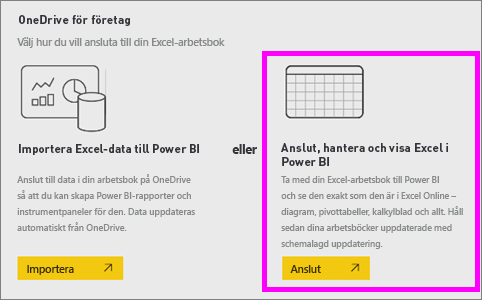 OneDrive för företag
Välj hur du vill ansluta till din Excel-arbetsbok
Importera Excel-data till Power BI
Anslut till data i din arbetsbok på OneDrive
så att du kan skapa Power BI-rapporter och
instrumentpaneler för den. Data uppdateras
automatiskt från OneDrive.
Importera
eller
Anslut, hantera och visa Excel i
Power BI
Ta med din Excel-arbetsbok till Power BI
och se den exakt som den är i Excel Online –
diagram, pivottabeller, kalkylblad och allt. Håll
sedan dina arbetsböcker uppdaterade med
schemalagd uppdatering.
Anslut